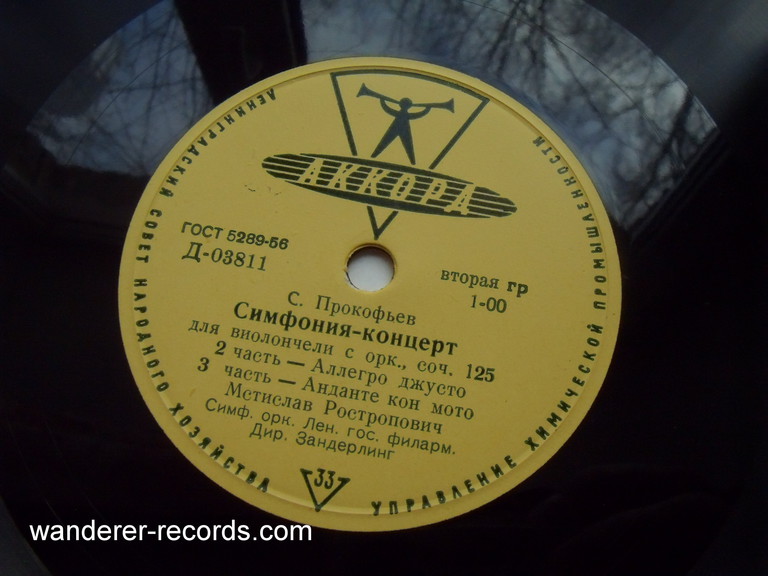 ЛЕНИНГРАДСКИЙ СОВЕТ НАРОДНОГО ХОЗЯЙСТВА
УПРАВЛЕНИЕ ХИМИЧЕСКОЙ ПРОМЫШЛЕННОСТИ
АККОРД
ГОСТ 5289-56
Д-03811
вторая гр
1-00
С. Прокофьев
Симфония-концерт
для виолончели с орк., соч. 125
2 часть — Аллегро джусто
3 часть — Анданте кон мото
Мстислав Ростропович
Симф. орк. Лен. гос. филарм.
Дир. Зандерлинг
33
wanderer-records.com